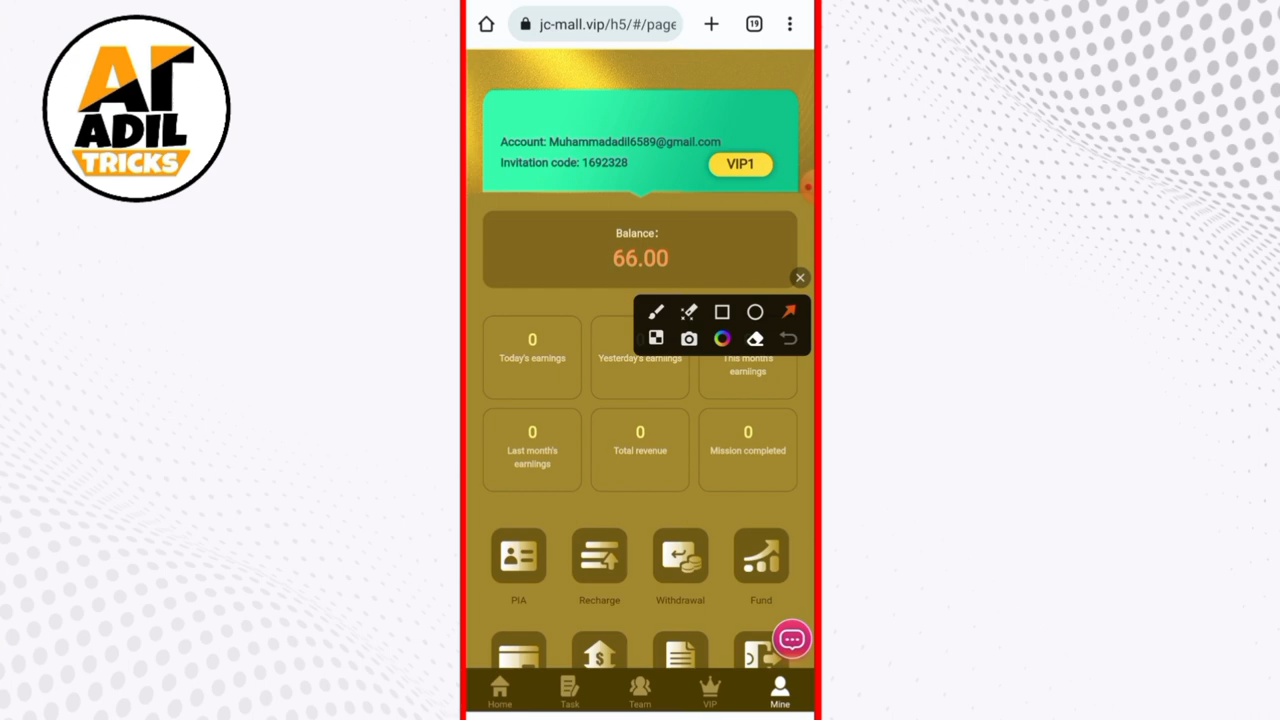 AT
ADIL
TRICKS
jc-mall.vip/h5/#/page
19
Account: Muhammadadil6589@gmail.com
Invitation code: 1692328
VIP1
Balance:
66.00
0
Today's earnings
Yesterday's earnings
This month's
earnings
0
Last month's
earnings
0
Total revenue
0
Mission completed
PIA
Recharge
Withdrawal
Fund
Home
Task
Team
VIP
Mine